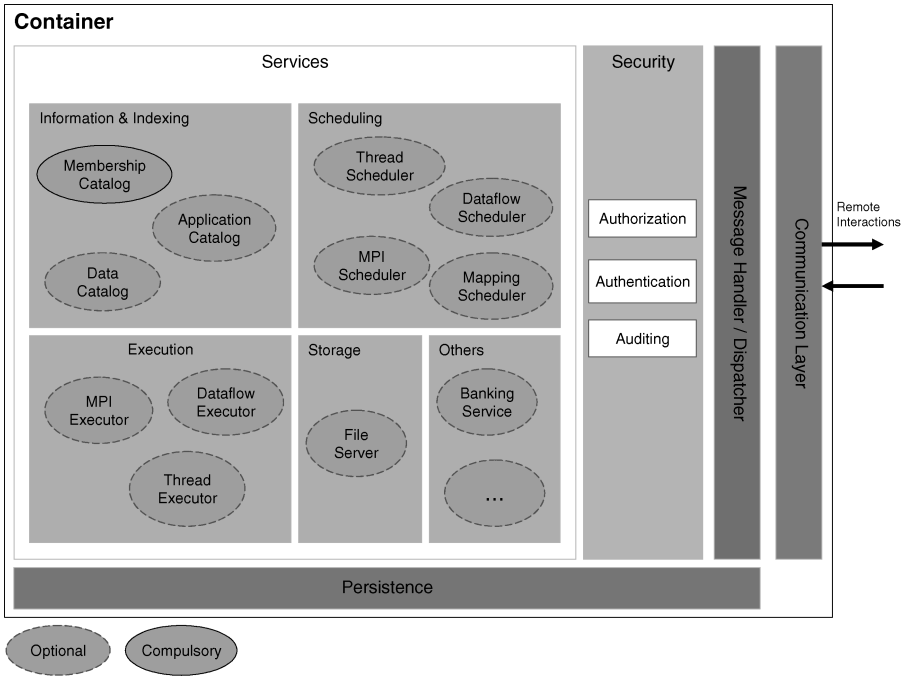 Container
Services
Information & Indexing
Membership
Catalog
Application
Catalog
Data
Catalog
Scheduling
Thread
Scheduler
Dataflow
Scheduler
MPI
Scheduler
Mapping
Scheduler
Execution
MPI
Executor
Dataflow
Executor
Thread
Executor
Storage
File
Server
Others
Banking
Service
...
Security
Authorization
Authentication
Auditing
Message Handler / Dispatcher
Communication Layer
Remote
Interactions
Persistence
Optional
Compulsory